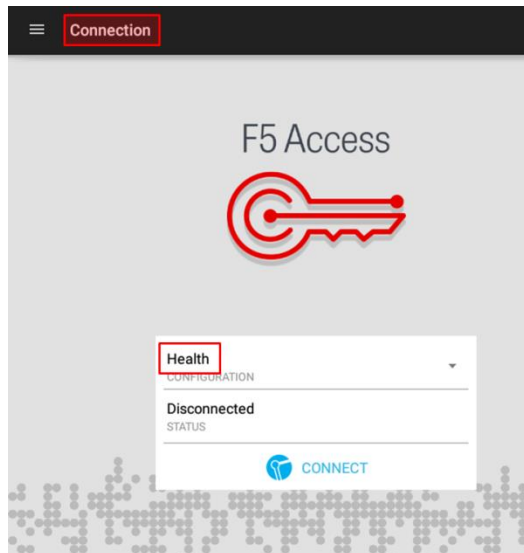 Connection
F5 Access
Health
CONFIGURATION
Disconnected
STATUS
CONNECT